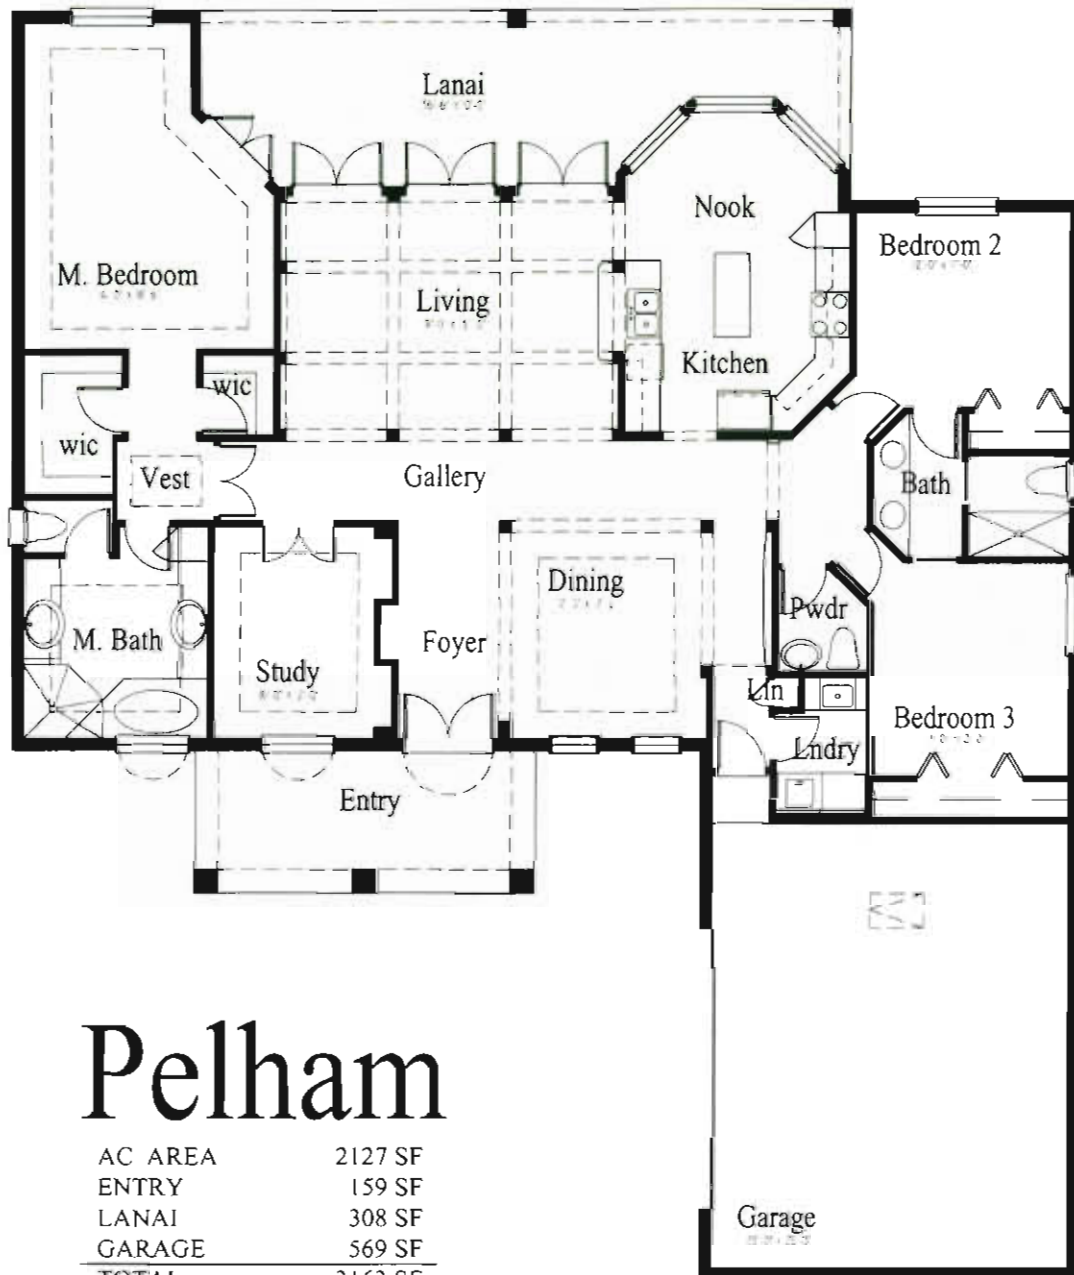 Lanai
Nook
Bedroom 2
M. Bedroom
Living
Kitchen
wic
wic
Vest
Gallery
Bath
Dining
Pwdr
M. Bath
Foyer
Study
Lin
Bedroom 3
Lndry
Entry
Pelham
AC AREA 2127 SF
ENTRY 159 SF
LANAI 308 SF
GARAGE 569 SF
Garage